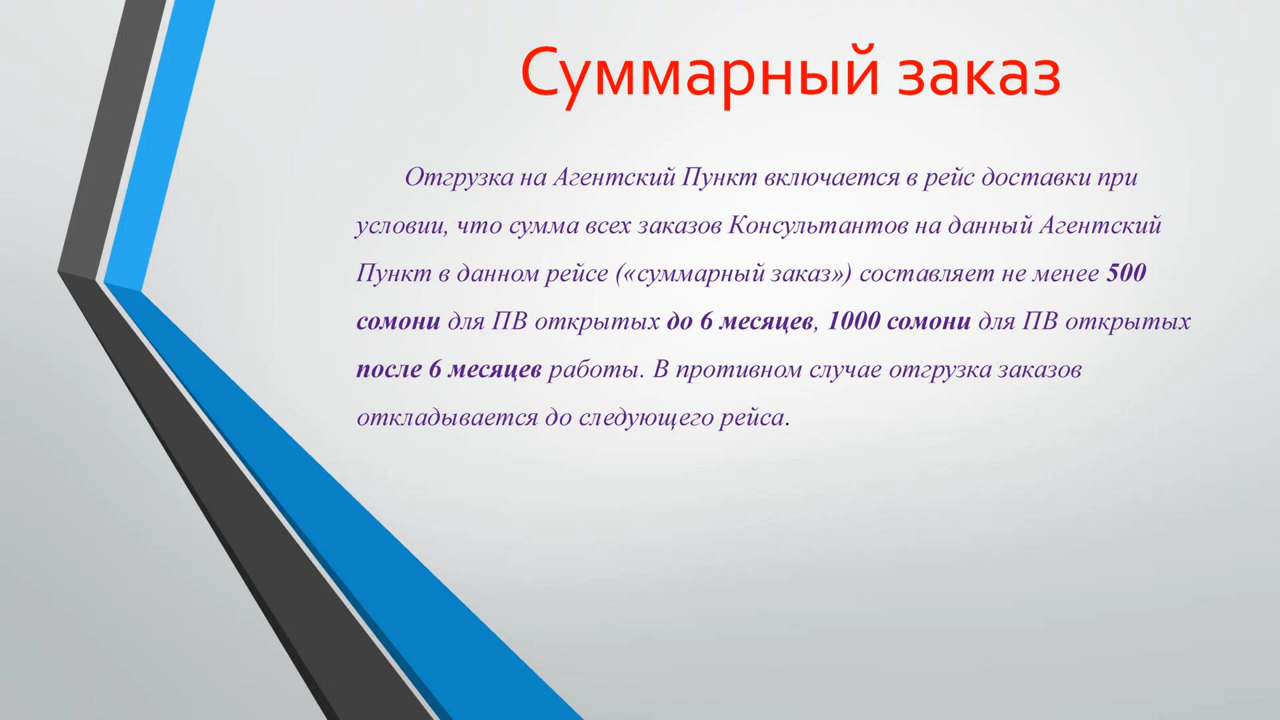 Суммарный заказ
Отгрузка на Агентский Пункт включается в рейс доставки при
условии, что сумма всех заказов Консультантов на данный Агентский
Пункт в данном рейсе («суммарный заказ») составляет не менее 500
сомони для ПВ открытых до 6 месяцев, 1000 сомони для ПВ открытых
после 6 месяцев работы. В противном случае отгрузка заказов
откладывается до следующего рейса.